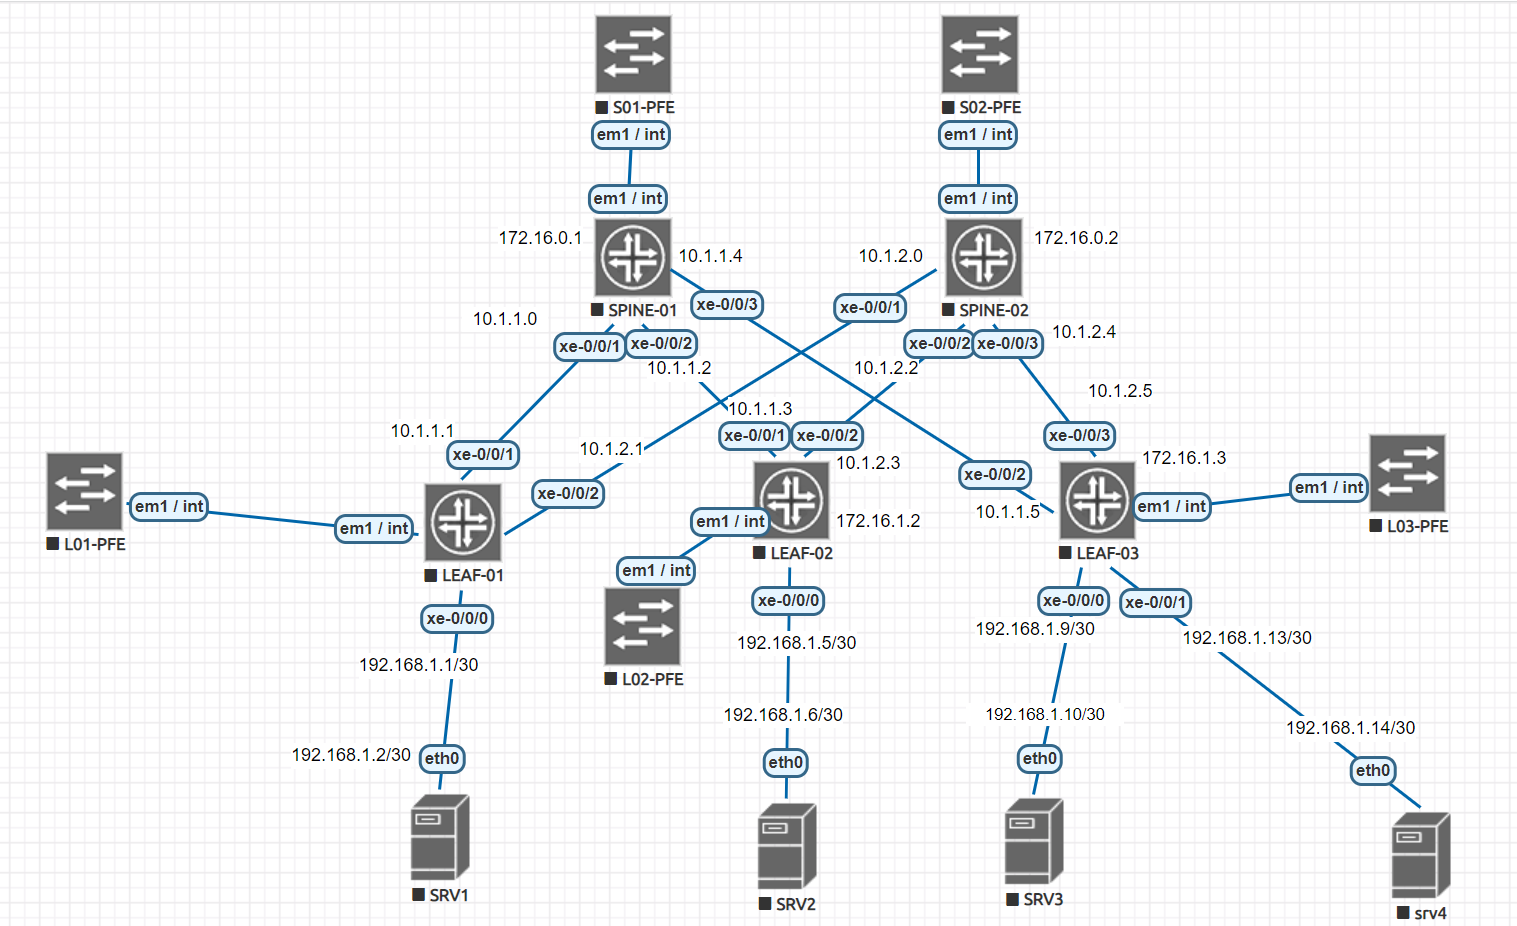 S01-PFE
S02-PFE
em1 / int
em1 / int
em1 / int
em1 / int
172.16.0.1
10.1.1.4
10.1.2.0
172.16.0.2
SPINE-01
xe-0/0/3
xe-0/0/1
SPINE-02
10.1.1.0
10.1.2.4
xe-0/0/1
xe-0/0/2
xe-0/0/2
xe-0/0/3
10.1.1.2
10.1.2.2
10.1.2.5
10.1.1.3
10.1.1.1
xe-0/0/1
xe-0/0/2
xe-0/0/3
10.1.2.1
xe-0/0/1
10.1.2.3
172.16.1.3
xe-0/0/2
em1 / int
xe-0/0/2
em1 / int
em1 / int
10.1.1.5
em1 / int
em1 / int
172.16.1.2
L01-PFE
L03-PFE
LEAF-01
LEAF-02
LEAF-03
em1 / int
xe-0/0/0
xe-0/0/0
xe-0/0/0
xe-0/0/1
192.168.1.1/30
192.168.1.5/30
192.168.1.9/30
192.168.1.13/30
L02-PFE
192.168.1.6/30
192.168.1.10/30
192.168.1.14/30
192.168.1.2/30
eth0
eth0
eth0
eth0
SRV1
SRV2
SRV3
srv4